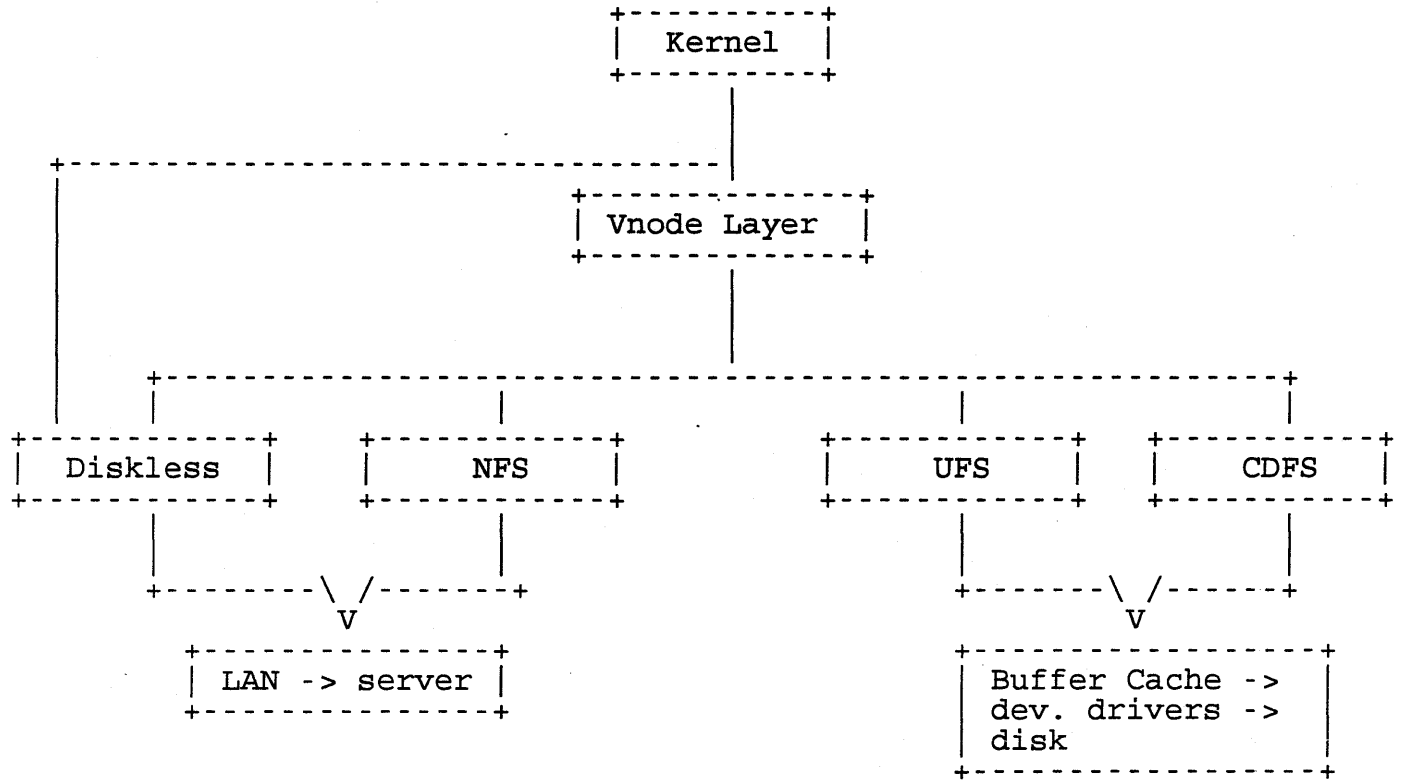 Kernel
Vnode Layer
Diskless
NFS
UFS
CDFS
V
V
LAN -> server
Buffer Cache ->
dev. drivers ->
disk